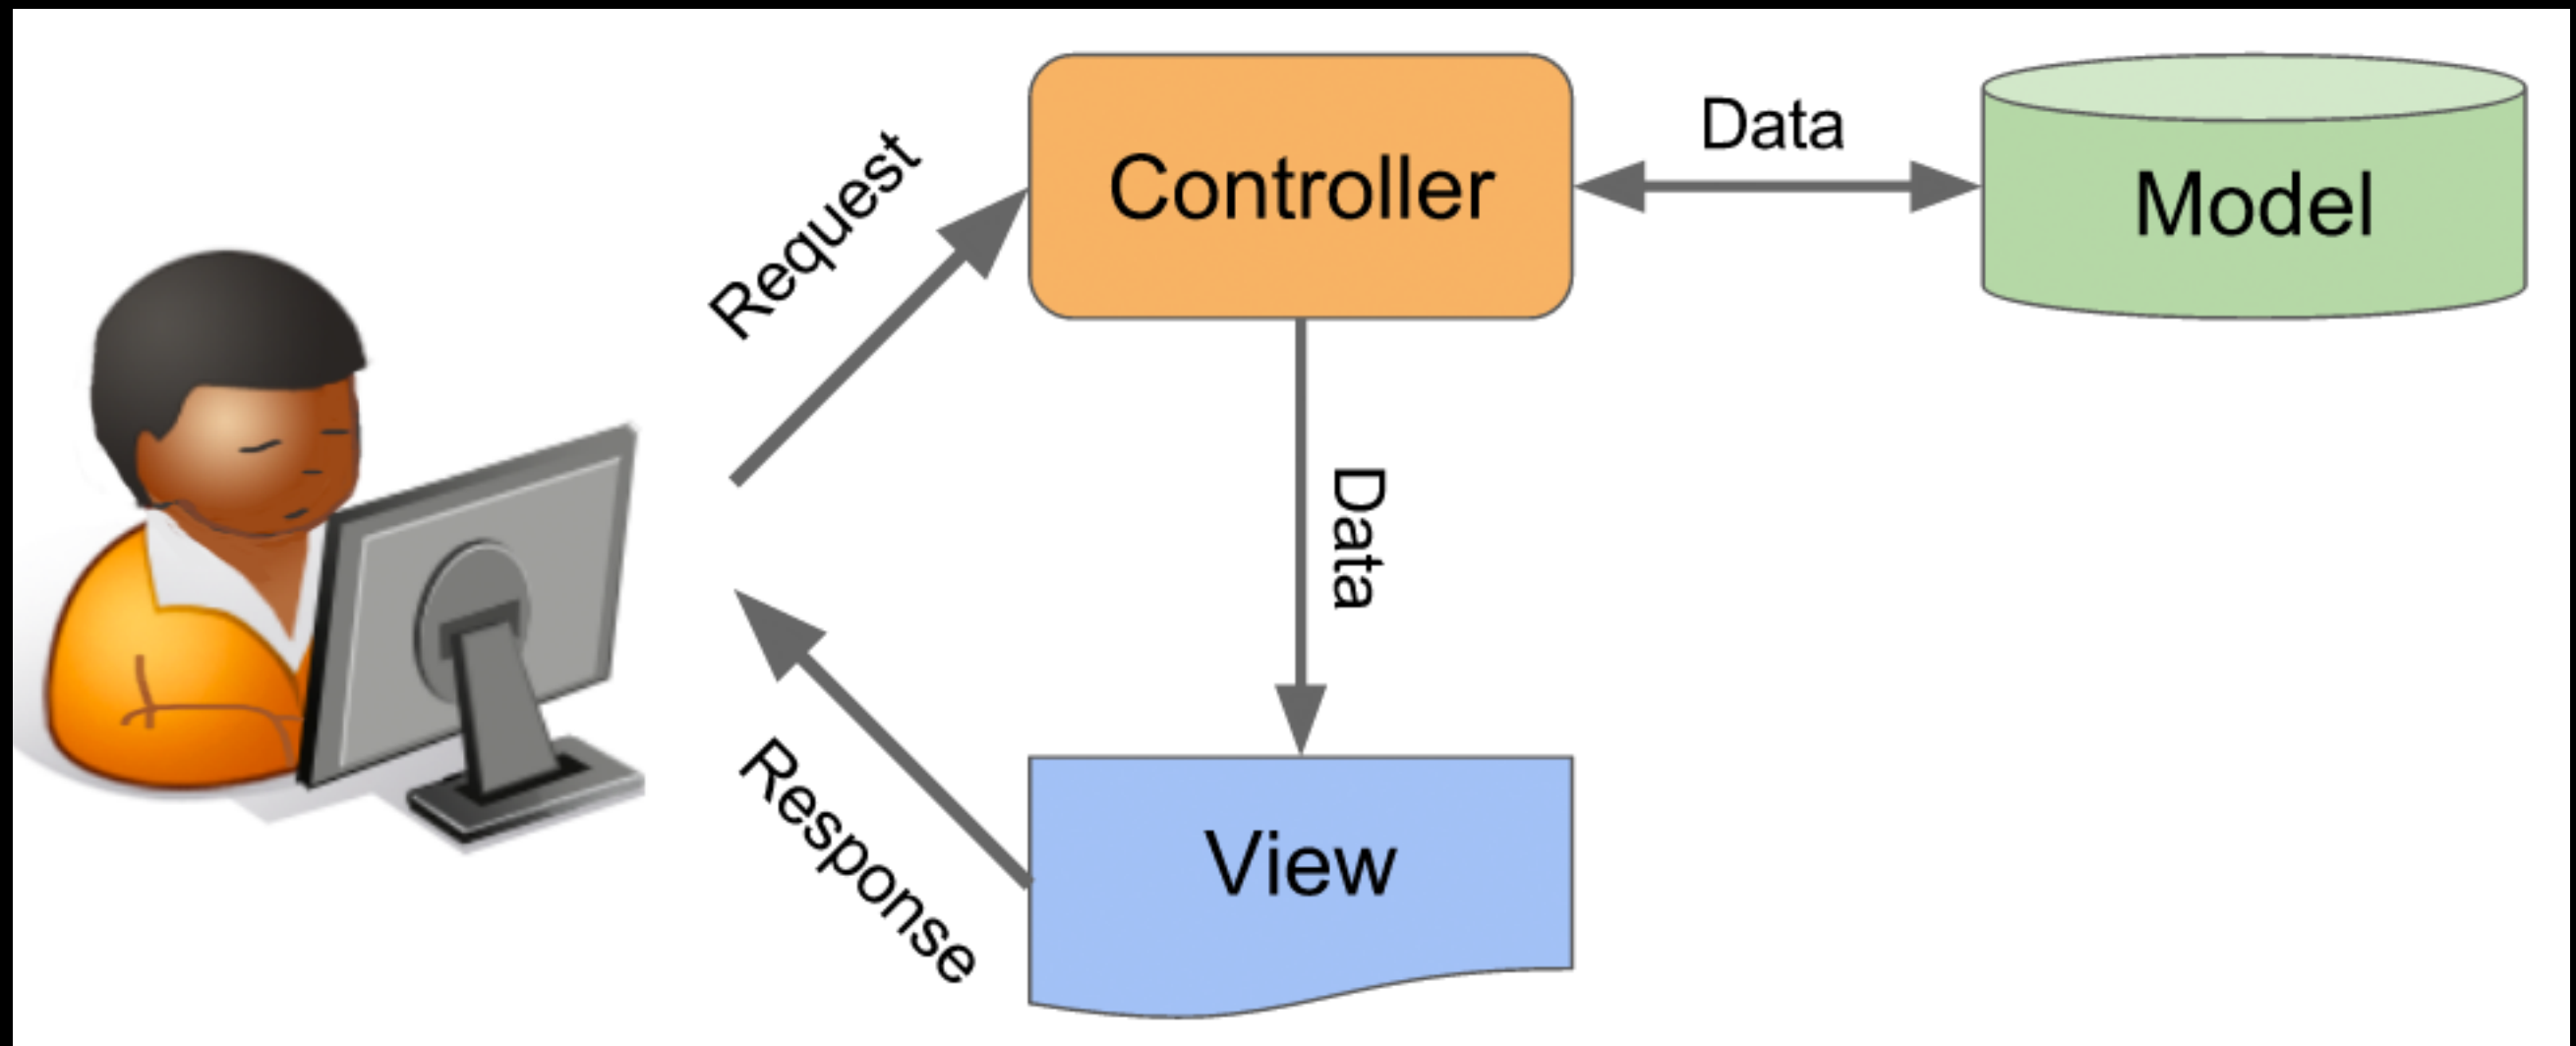 Request
Controller
Data
Model
Data
Response
View